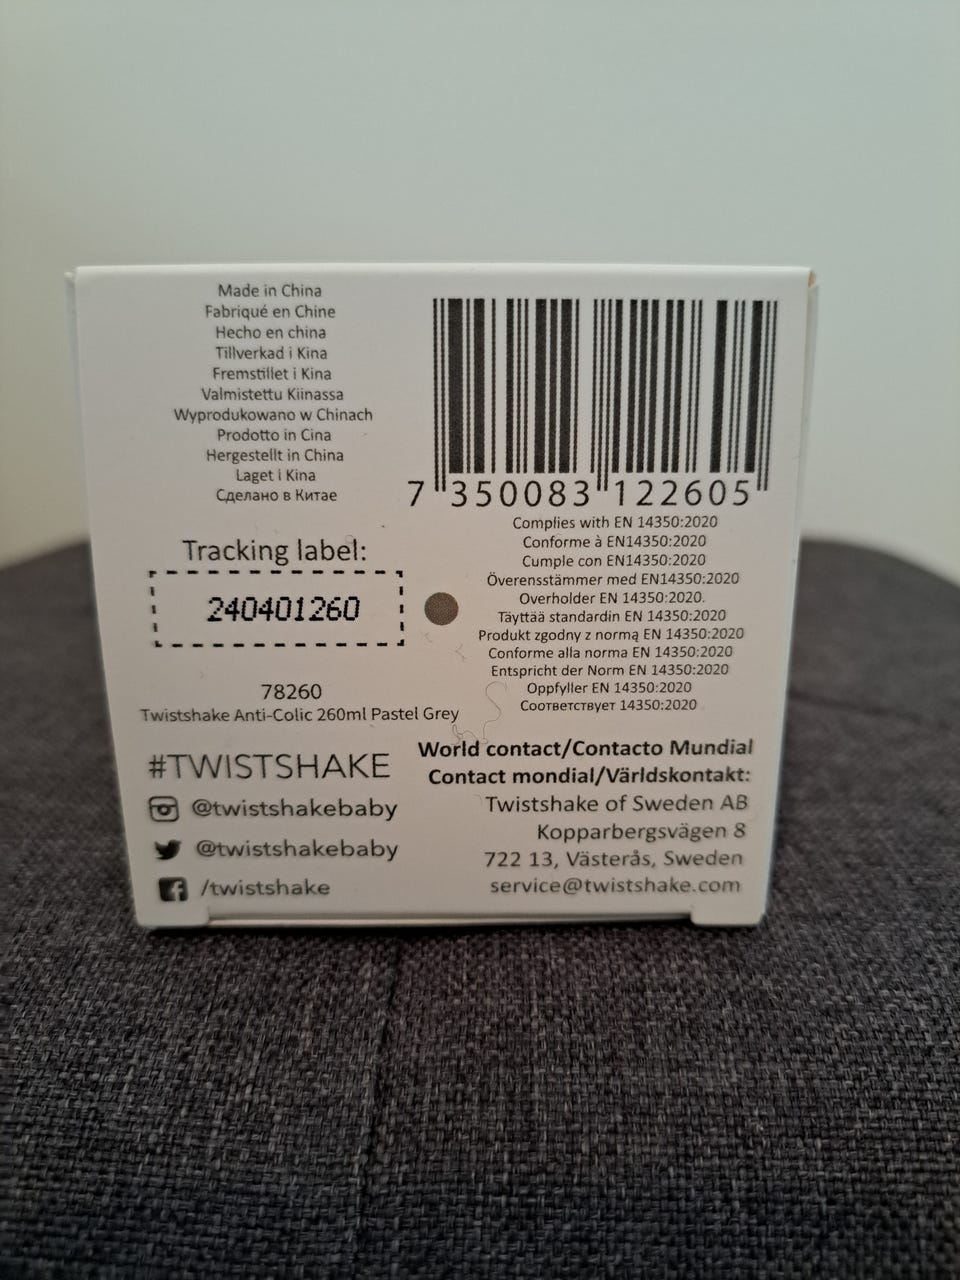 Made in China
Fabriqué en Chine
Hecho en china
Tillverkad i Kina
Fremstillet i Kina
Valmistettu Kiinassa
Wyprodukowano w Chinach
Prodotto in Cina
Hergestellt in China
Laget i Kina
Сделано в Китае
7 350083 122605
Complies with EN 14350:2020
Conforme à EN14350:2020
Cumple con EN14350:2020
Överensstämmer med EN14350:2020
Overholder EN 14350:2020.
Täyttää standardin EN 14350:2020
Produkt zgodny z normą EN 14350:2020
Conforme alla norma EN 14350:2020
Entspricht der Norm EN 14350:2020
Oppfyller EN 14350:2020
Соответствует 14350:2020
Tracking label:
240401260
78260
Twistshake Anti-Colic 260ml Pastel Grey
#TWISTSHAKE
@twistshakebaby
@twistshakebaby
/twistshake
World contact/Contacto Mundial
Contact mondial/Världskontakt:
Twistshake of Sweden AB
Kopparbergsvägen 8
722 13, Västerås, Sweden
service@twistshake.com